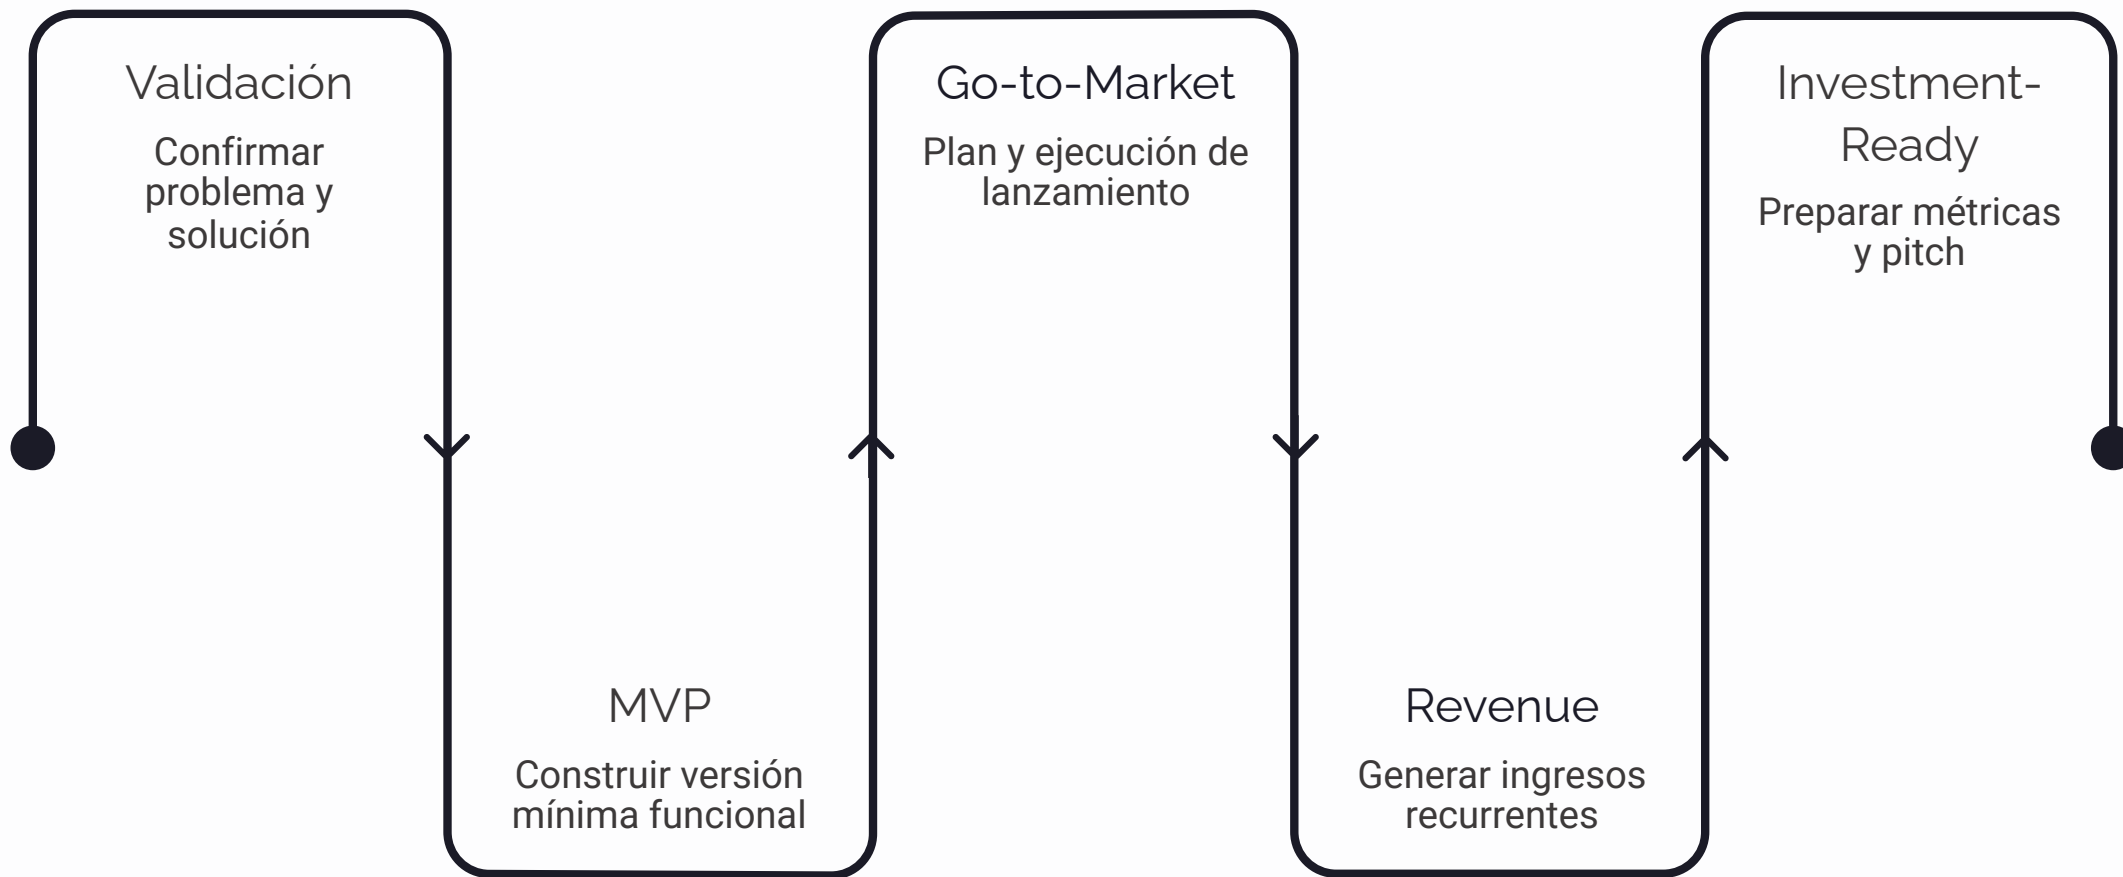 Validación
Confirmar
problema y
solución
MVP
Construir versión
mínima funcional
Go-to-Market
Plan y ejecución de
lanzamiento
Revenue
Generar ingresos
recurrentes
Investment-
Ready
Preparar métricas
y pitch